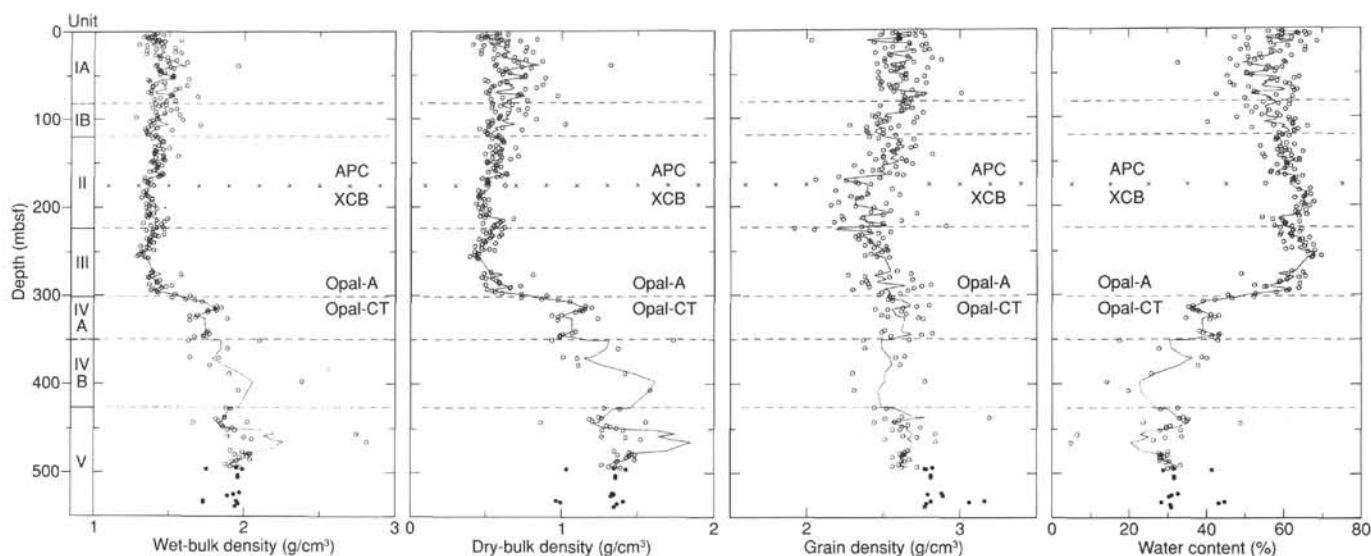 Unit
0
100
200
300
400
500
Depth (mbsf)
IA
IB
II
III
IV
A
IV
B
V
APC
XCB
Opal-A
Opal-CT
1 2 3
Wet-bulk density (g/cm³)
APC
XCB
Opal-A
Opal-CT
0 1 2
Dry-bulk density (g/cm³)
APC
XCB
Opal-A
Opal-CT
2 3
Grain density (g/cm³)
APC
XCB
Opal-A
Opal-CT
0 20 40 60 80
Water content (%)